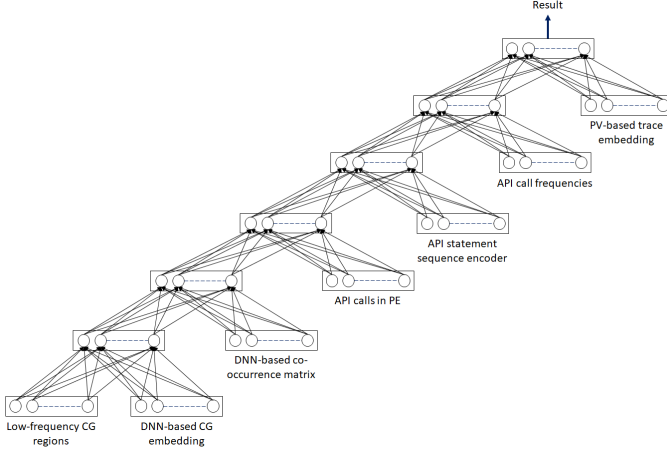 Result
PV-based trace
embedding
API call frequencies
API statement
sequence encoder
API calls in PE
DNN-based co-
occurrence matrix
Low-frequency CG
regions
DNN-based CG
embedding